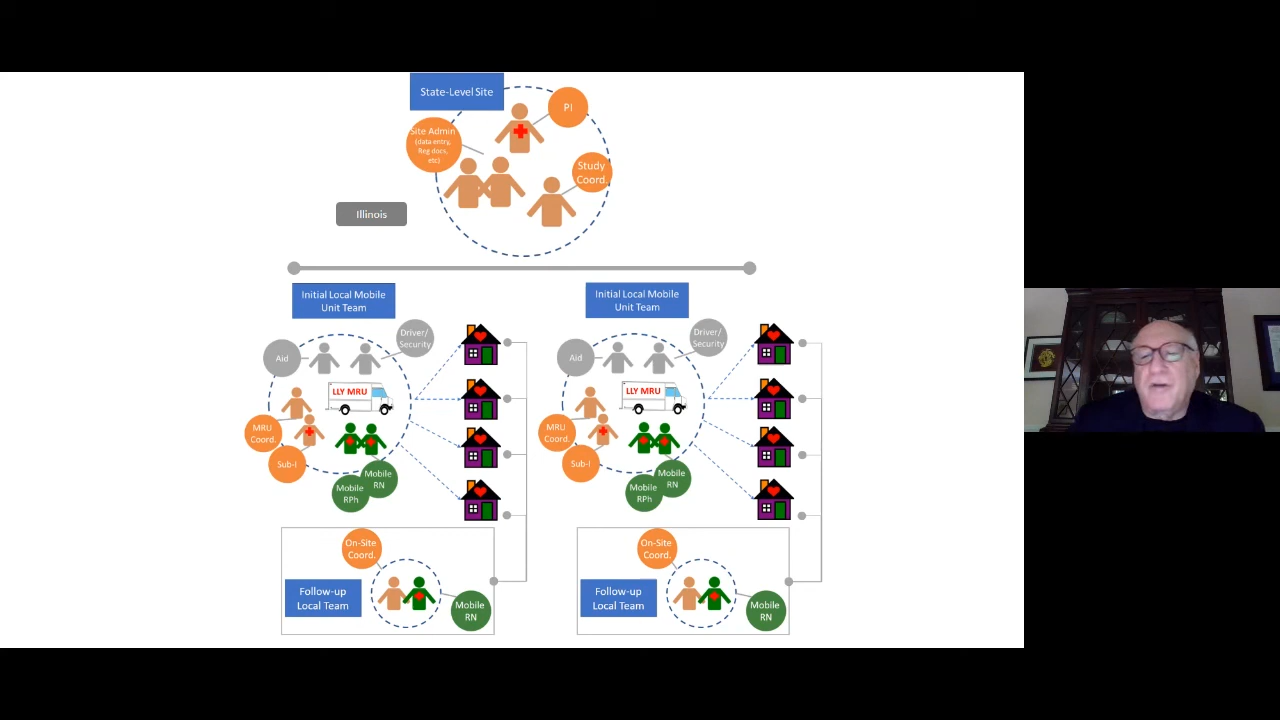 State-Level Site
PI
Site Admin
(data entry,
Reg docs,
etc)
Study
Coord.
Illinois
Initial Local Mobile
Unit Team
Driver/
Security
Aid
LLY MRU
MRU
Coord.
Sub-I
Mobile
RN
Mobile
RPh
On-Site
Coord.
Follow-up
Local Team
Mobile
RN
Initial Local Mobile
Unit Team
Driver/
Security
Aid
LLY MRU
MRU
Coord.
Sub-I
Mobile
RN
Mobile
RPh
On-Site
Coord.
Follow-up
Local Team
Mobile
RN